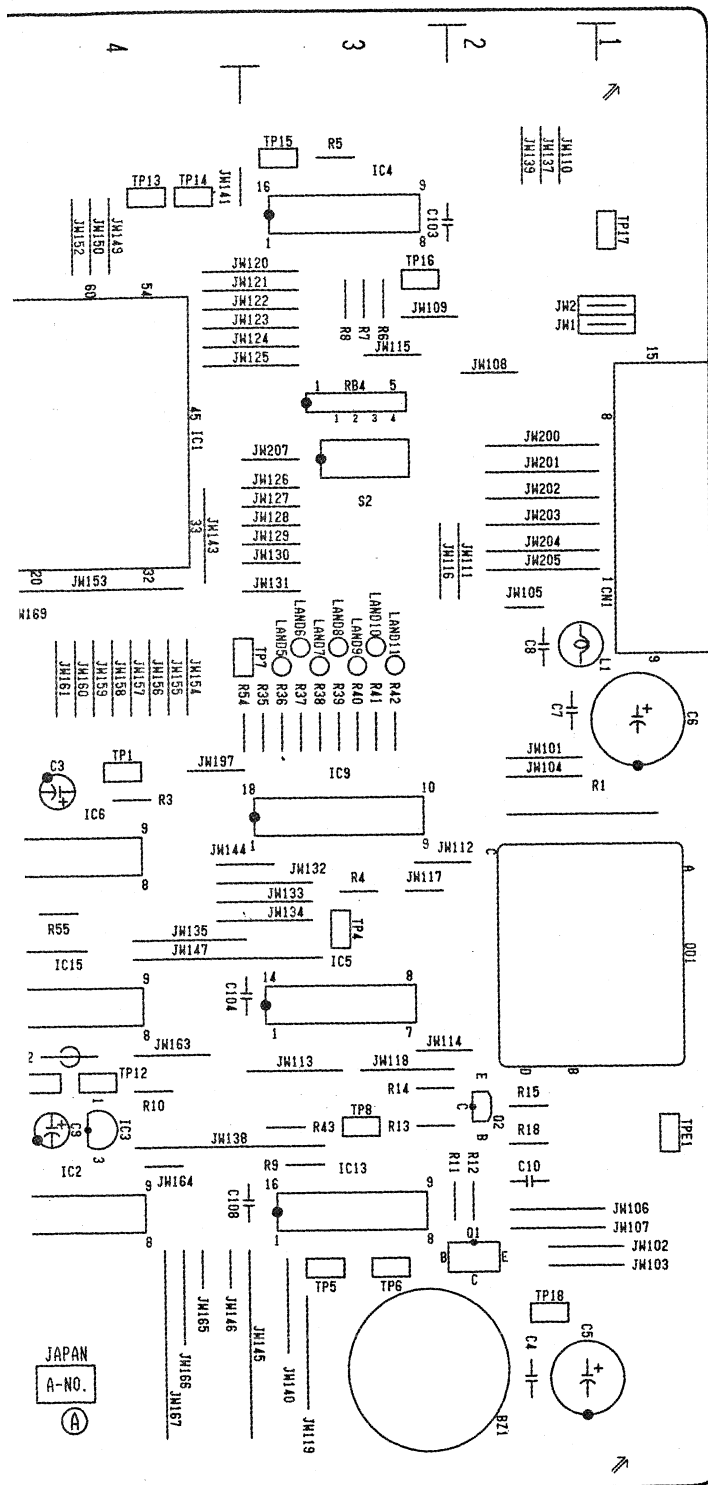 4
3
2
1
TP15
R5
IC4
JW139
JW137
JW110
TP13
TP14
JW141
16
9
C103
1
8
TP17
JW152
JW150
JW149
TP16
JW120
JW121
JW122
JW123
JW124
JW125
60
54
R8
R7
R6
JW109
JW2
JW1
JW115
15
JW108
1
RB4
5
1 2 3 4
45
IC1
8
JW207
JW200
JW201
JW126
JW202
JW127
S2
JW128
JW203
JW129
33
JW143
JW130
JW116
JW111
JW204
JW205
20
JW153
32
JW131
1
CN1
JW105
W169
LAND5
LAND6
LAND7
LAND8
LAND9
LAND10
LAND11
C8
L1
9
TP7
JW161
JW160
JW159
JW158
JW157
JW156
JW155
JW154
R54
R35
R36
R37
R38
R39
R40
R41
R42
C7
C6
C3
TP1
JW197
IC9
JW101
JW104
R1
R3
IC6
18
10
1
9
9
8
JW144
JW112
C
JW132
R4
JW117
A
JW133
JW134
TP4
R55
JW135
JW147
DD1
IC15
IC5
9
8
C104
14
8
1
7
JW163
JW114
2
TP12
JW113
JW118
D
B
R10
R14
E
C
Q2
B
R15
1
C9
IC3
3
R43
TP8
R13
R18
TPE1
JW138
IC2
JW164
R9
IC13
R11
R12
C10
9
8
C108
16
9
1
8
JW106
JW107
Q1
B
E
C
JW102
JW103
TP5
TP6
JW165
JW146
TP18
JW145
C4
C5
JAPAN
A-NO.
A
JW166
JW167
JW140
JW119
BZ1